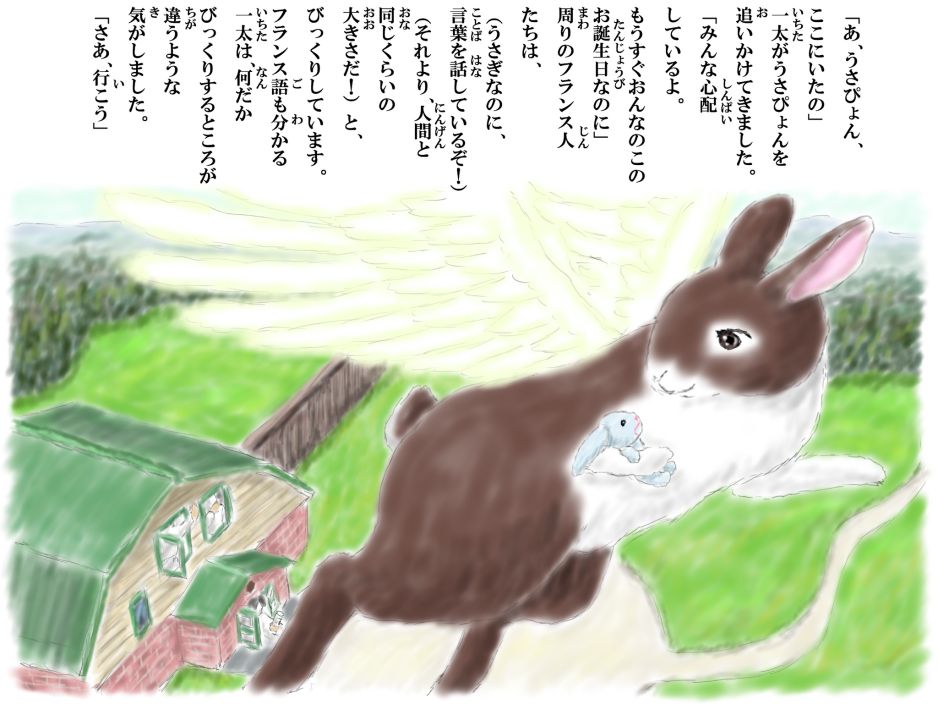 「あ、うさぴょん、
ここにいたの」
一太がうさぴょんを
追いかけてきました。
「みんな心配
しているよ。
もうすぐおんなのこの
お誕生日なのに」
周りのフランス人
たちは、
（うさぎなのに、
言葉を話しているぞ！）
（それより、人間と
同じくらいの
大きさだ！）と、
びっくりしています。
フランス語も分かる
一太は、何だか
びっくりするところが
違うような
気がしました。
「さあ、行こう」